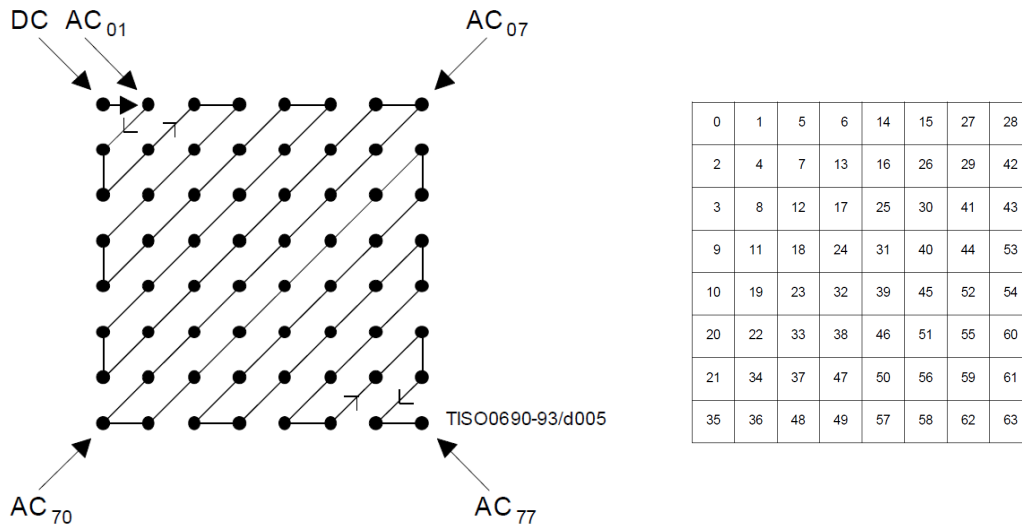 DC AC01 AC07
0 1 5 6 14 15 27 28
2 4 7 13 16 26 29 42
3 8 12 17 25 30 41 43
9 11 18 24 31 40 44 53
10 19 23 32 39 45 52 54
20 22 33 38 46 51 55 60
21 34 37 47 50 56 59 61
35 36 48 49 57 58 62 63
TISO0690-93/d005
AC70 AC77